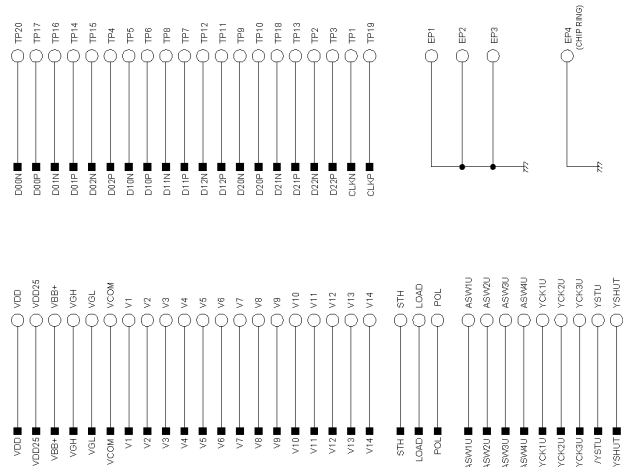 TP20 TP17 TP16 TP14 TP15 TP4 TP5 TP6 TP8 TP7 TP12 TP11 TP9 TP10 TP18 TP13 TP2 TP3 TP1 TP19 EP1 EP2 EP3 EP4
(CHIP RING)
D00N D00P D01N D01P D02N D02P D10N D10P D11N D11P D12N D12P D20N D20P D21N D21P D22N D22P CLKN CLKP
VDD VDD25 VBB+ VGH VGL VCOM V1 V2 V3 V4 V5 V6 V7 V8 V9 V10 V11 V12 V13 V14 STH LOAD POL ASW1U ASW2U ASW3U ASW4U YCK1U YCK2U YCK3U YSTU YSHUT
VDD VDD25 VBB+ VGH VGL VCOM V1 V2 V3 V4 V5 V6 V7 V8 V9 V10 V11 V12 V13 V14 STH LOAD POL ASW1U ASW2U ASW3U ASW4U YCK1U YCK2U YCK3U YSTU YSHUT